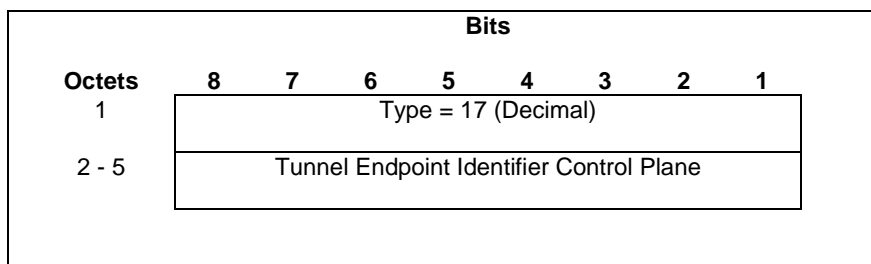 Bits
Octets 8 7 6 5 4 3 2 1
1 Type = 17 (Decimal)
2 - 5 Tunnel Endpoint Identifier Control Plane